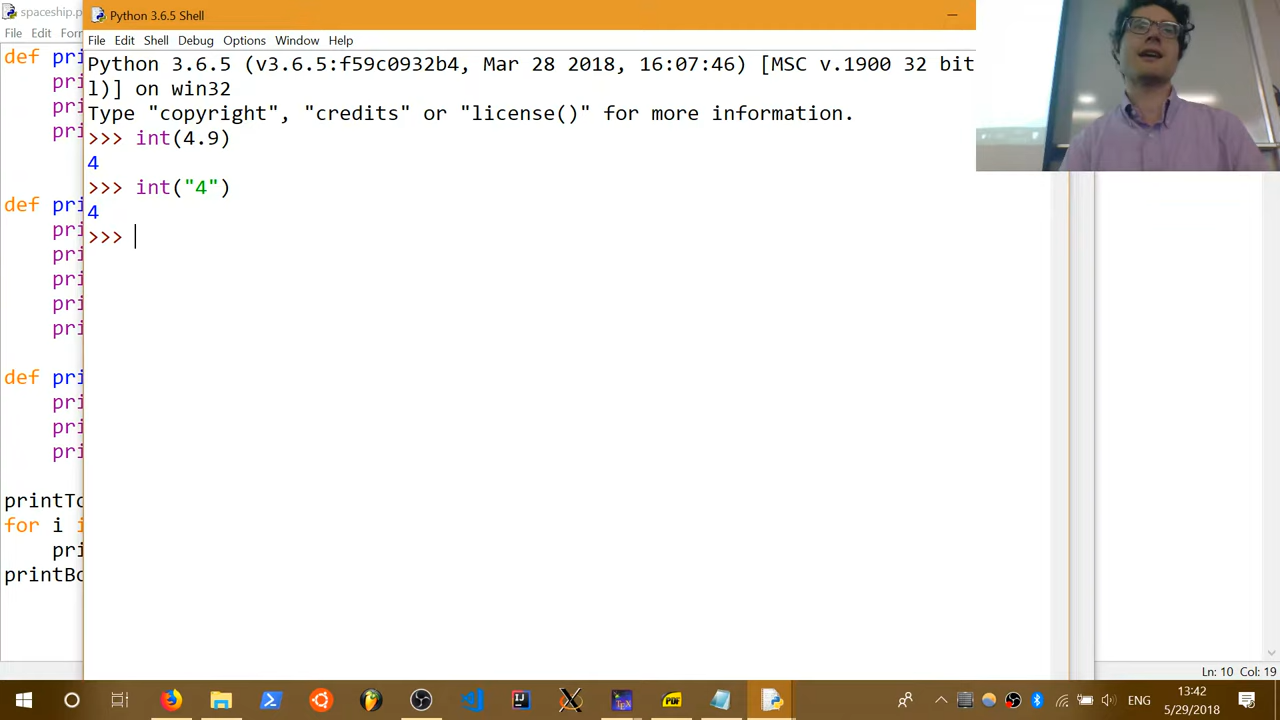 spaceship.p
File Edit For
def pri
pri
pri
pri
def pri
pri
pri
pri
pri
pri
def pri
pri
pri
pri
printTo
for i i
pri
printBo
Python 3.6.5 Shell
File Edit Shell Debug Options Window Help
Python 3.6.5 (v3.6.5:f59c0932b4, Mar 28 2018, 16:07:46) [MSC v.1900 32 bit
l)] on win32
Type "copyright", "credits" or "license()" for more information.
>>> int(4.9)
4
>>> int("4")
4
>>>
Ln: 10 Col: 19
ENG
13:42
5/29/2018